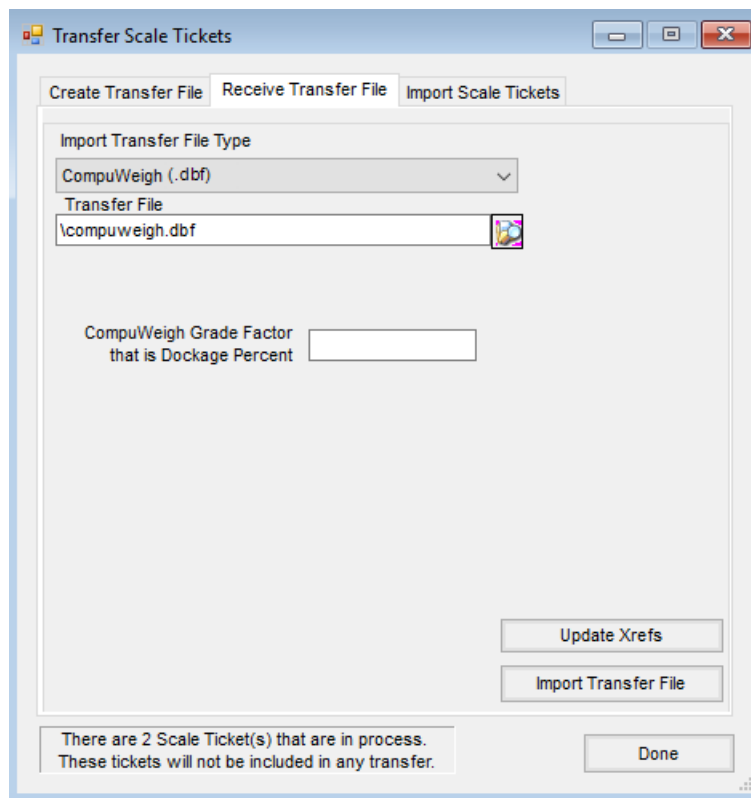 Transfer Scale Tickets
Create Transfer File
Receive Transfer File
Import Scale Tickets
Import Transfer File Type
CompuWeigh (.dbf)
Transfer File
\compuweigh.dbf
CompuWeigh Grade Factor
that is Dockage Percent
Update Xrefs
Import Transfer File
There are 2 Scale Ticket(s) that are in process.
These tickets will not be included in any transfer.
Done